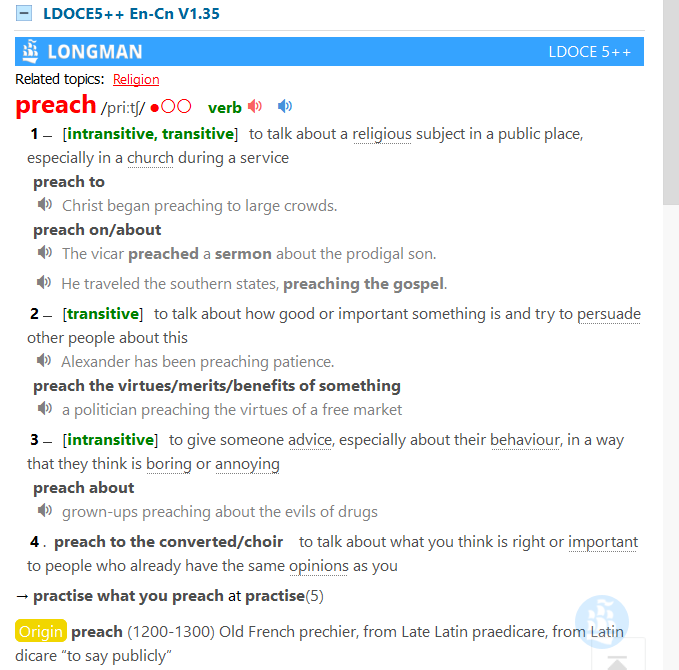 LDOCE5++ En-Cn V1.35
LONGMAN LDOCE 5++
Related topics: Religion
preach /priːtʃ/ ●○○ verb
1 – [intransitive, transitive] to talk about a religious subject in a public place,
especially in a church during a service
preach to
Christ began preaching to large crowds.
preach on/about
The vicar preached a sermon about the prodigal son.
He traveled the southern states, preaching the gospel.
2 – [transitive] to talk about how good or important something is and try to persuade
other people about this
Alexander has been preaching patience.
preach the virtues/merits/benefits of something
a politician preaching the virtues of a free market
3 – [intransitive] to give someone advice, especially about their behaviour, in a way
that they think is boring or annoying
preach about
grown-ups preaching about the evils of drugs
4 . preach to the converted/choir to talk about what you think is right or important
to people who already have the same opinions as you
→ practise what you preach at practise(5)
Origin preach (1200-1300) Old French prechier, from Late Latin praedicare, from Latin
dicare “to say publicly”